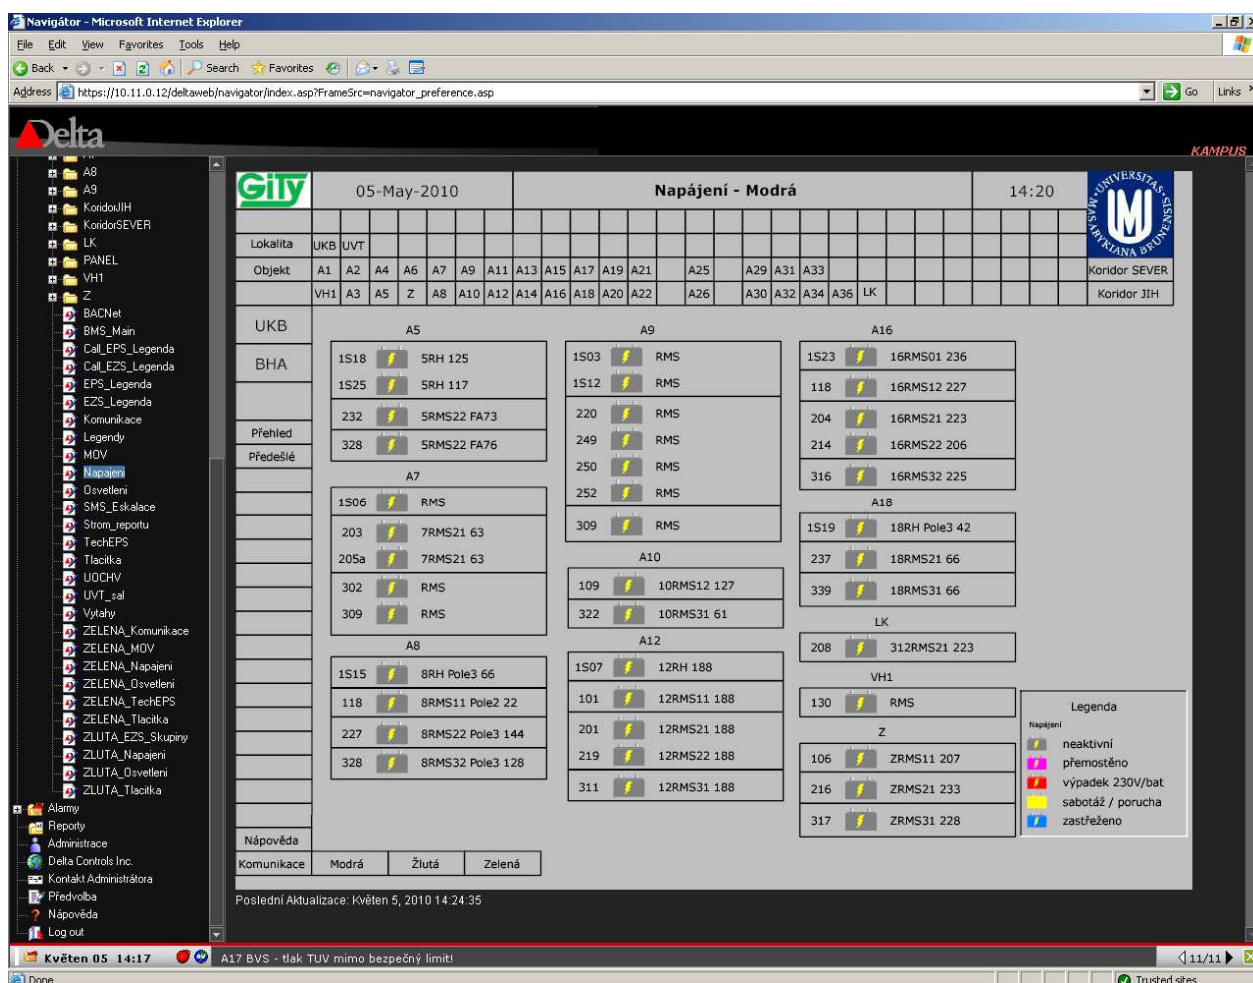 Navigátor - Microsoft Internet Explorer
File Edit View Favorites Tools Help
Back Search Favorites
Address https://10.11.0.12/deltaweb/navigator/index.asp?FrameSrc=navigator_preference.asp Go Links
Delta
KAMPUS
A8
A9
KoridorJIH
KoridorSEVER
LK
PANEL
VH1
Z
BACNet
BMS_Main
Call_EPS_Legenda
Call_EZS_Legenda
EPS_Legenda
EZS_Legenda
Komunikace
Legendy
MOV
Napajeni
Osvetleni
SMS_Eskalace
Strom_reportu
TechEPS
Tlacitka
UOCHV
UVT_sal
Vytahy
ZELENA_Komunikace
ZELENA_MOV
ZELENA_Napajeni
ZELENA_Osvetleni
ZELENA_TechEPS
ZELENA_Tlacitka
ZLUTA_EZS_Skupiny
ZLUTA_Napajeni
ZLUTA_Osvetleni
ZLUTA_Tlacitka
Alarmy
Reporty
Administrace
Delta Controls Inc.
Kontakt Administrátora
Předvolba
Nápověda
Log out
GiTy 05-May-2010 Napájení - Modrá 14:20
Lokalita UKB UVT
Objekt A1 A2 A4 A6 A7 A9 A11 A13 A15 A17 A19 A21 A25 A29 A31 A33 Koridor SEVER
VH1 A3 A5 Z A8 A10 A12 A14 A16 A18 A20 A22 A26 A30 A32 A34 A36 LK Koridor JIH
UKB
BHA
Přehled
Předešlé
Nápověda
A5
1S18 5RH 125
1S25 5RH 117
232 5RMS22 FA73
328 5RMS22 FA76
A7
1S06 RMS
203 7RMS21 63
205a 7RMS21 63
302 RMS
309 RMS
A8
1S15 8RH Pole3 66
118 8RMS11 Pole2 22
227 8RMS22 Pole3 144
328 8RMS32 Pole3 128
A9
1S03 RMS
1S12 RMS
220 RMS
249 RMS
250 RMS
252 RMS
309 RMS
A10
109 10RMS12 127
322 10RMS31 61
A12
1S07 12RH 188
101 12RMS11 188
201 12RMS21 188
219 12RMS22 188
311 12RMS31 188
A16
1S23 16RMS01 236
118 16RMS12 227
204 16RMS21 223
214 16RMS22 206
316 16RMS32 225
A18
1S19 18RH Pole3 42
237 18RMS21 66
339 18RMS31 66
LK
208 312RMS21 223
VH1
130 RMS
Z
106 ZRMS11 207
216 ZRMS21 233
317 ZRMS31 228
Legenda
Napájení
neaktivní
přemostěno
výpadek 230V/bat
sabotáž / porucha
zastřeženo
Komunikace Modrá Žlutá Zelená
Poslední Aktualizace: Květen 5, 2010 14:24:35
Květen 05 14:17 A17 BVS - tlak TUV mimo bezpečný limit! 11/11
Done Trusted sites